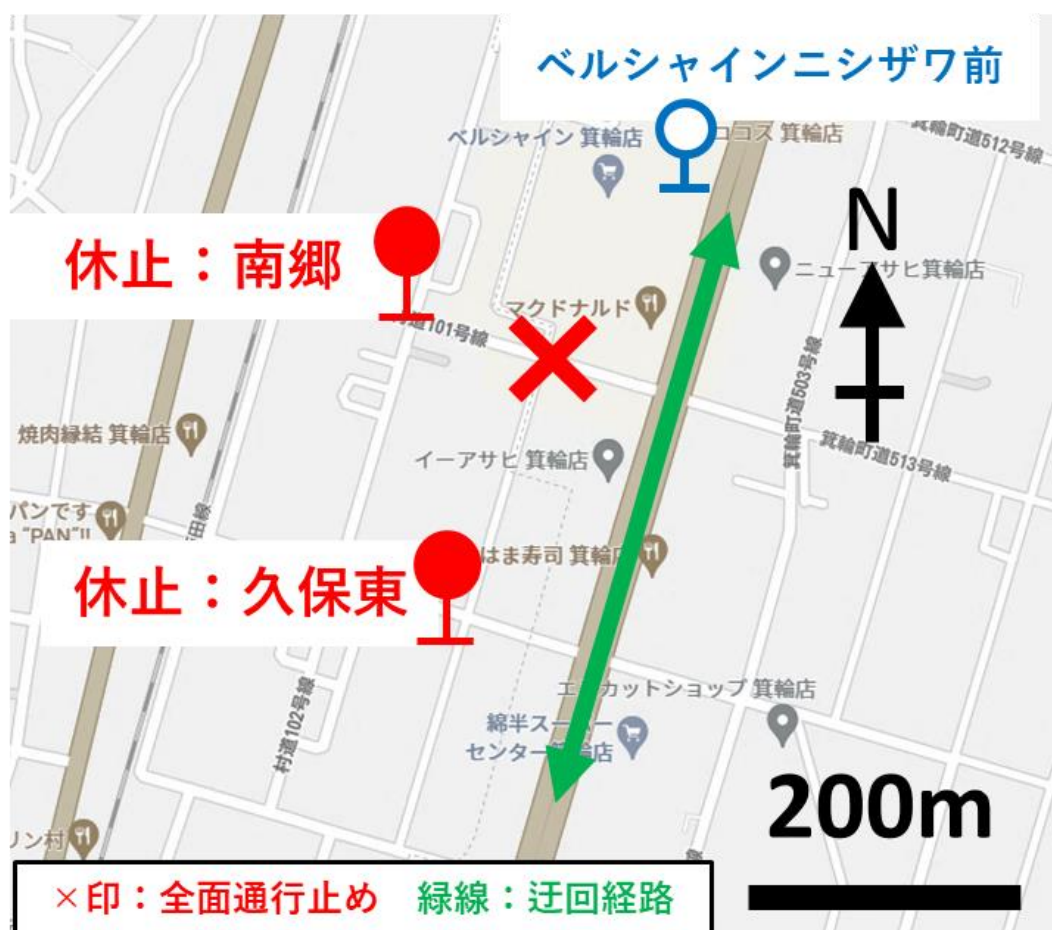 ベルシャインニシザワ前
ベルシャイン 箕輪店
ココス 箕輪店
箕輪町道512号線
休止：南郷
N
ニューアサヒ箕輪店
マクドナルド
道101号線
箕輪町道503号線
焼肉縁結 箕輪店
イーアサヒ 箕輪店
箕輪町道513号線
パンです
a "PAN"!!
田線
はま寿司 箕輪店
休止：久保東
カットショップ 箕輪店
村道102号線
綿半スーパー
センター箕輪店
200m
リン村
線
×印：全面通行止め　緑線：迂回経路